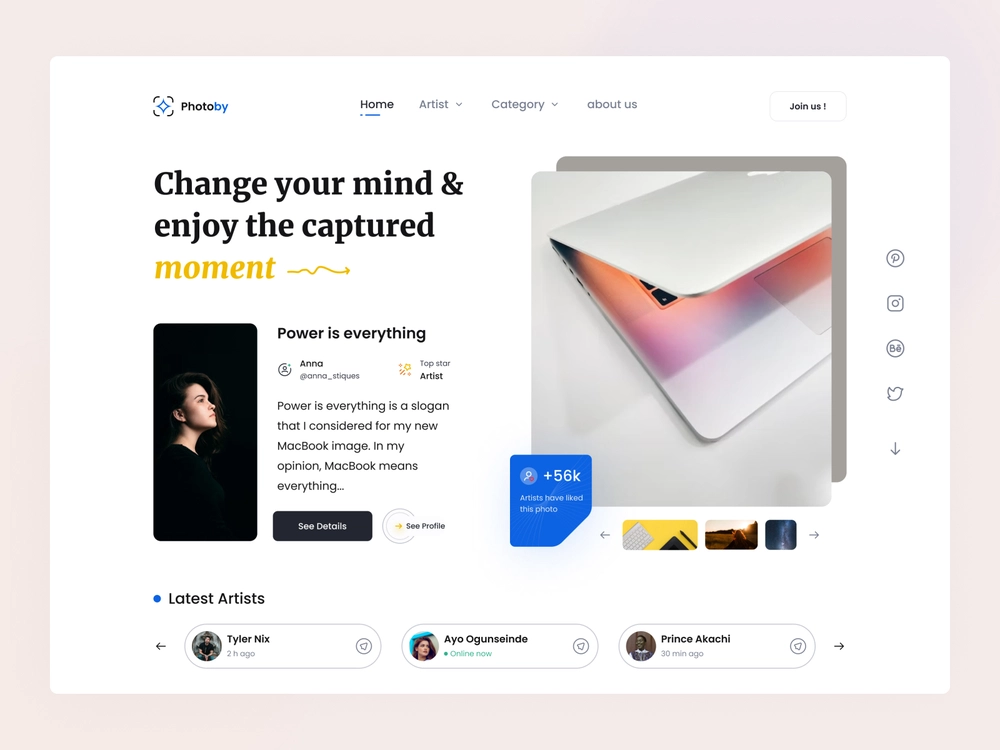 Photoby
Home
Artist
Category
about us
Join us !
Change your mind &
enjoy the captured
moment
Power is everything
Anna
@anna_stiques
Top star
Artist
Power is everything is a slogan
that I considered for my new
MacBook image. In my
opinion, MacBook means
everything...
See Details
See Profile
+56k
Artists have liked
this photo
Bē
Latest Artists
Tyler Nix
2 h ago
Ayo Ogunseinde
Online now
Prince Akachi
30 min ago